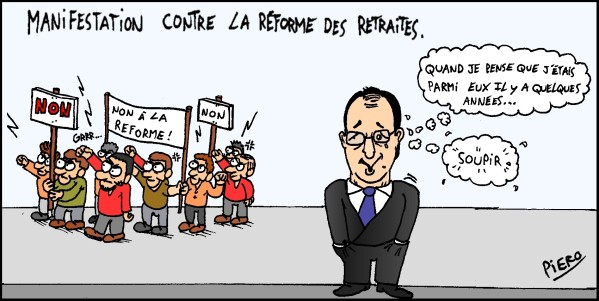 MANIFESTATION CONTRE LA RÉFORME DES RETRAITES.
QUAND JE PENSE QUE J'ÉTAIS
PARMI EUX IL Y A QUELQUES
ANNÉES...
SOUPIR
NON
GRRR...
NON À LA
RÉFORME !
NON
PIERO